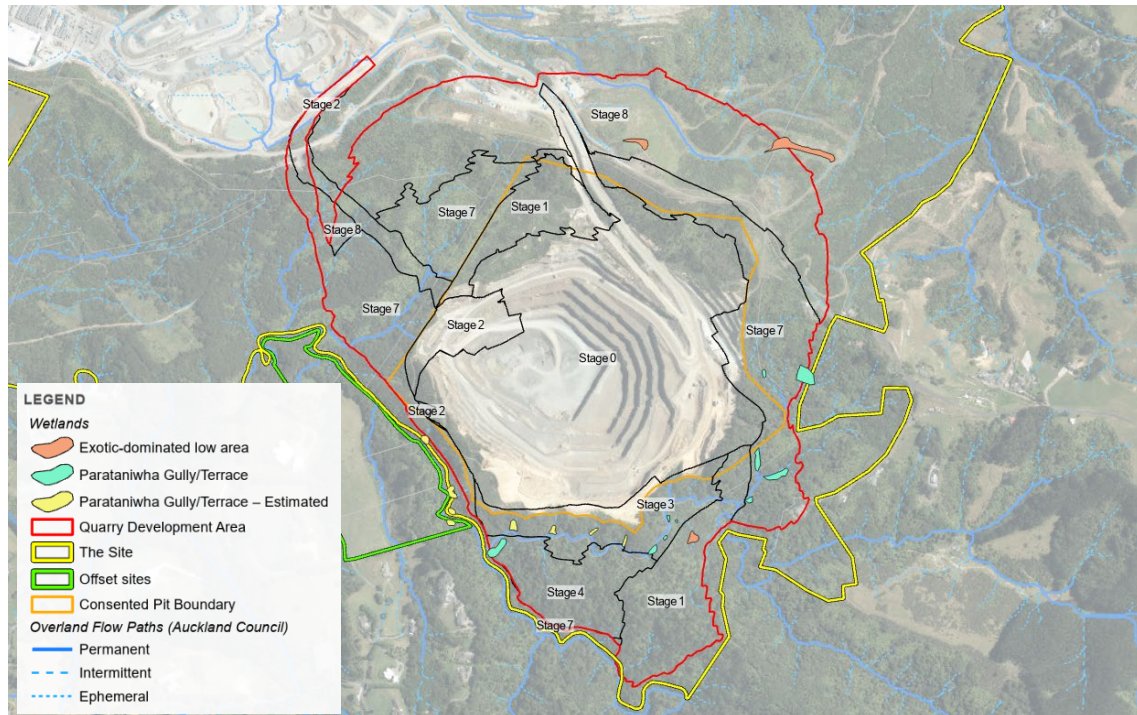 Stage 2
Stage 8
Stage 7
Stage 1
Stage 8
Stage 7
Stage 2
Stage 7
Stage 0
Stage 2
Stage 3
Stage 4
Stage 1
Stage 7
LEGEND
Wetlands
Exotic-dominated low area
Parataniwha Gully/Terrace
Parataniwha Gully/Terrace – Estimated
Quarry Development Area
The Site
Offset sites
Consented Pit Boundary
Overland Flow Paths (Auckland Council)
Permanent
Intermittent
Ephemeral